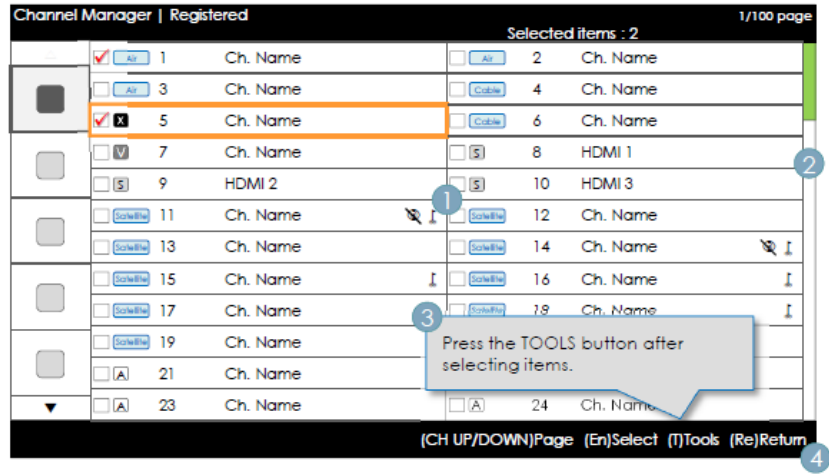 Channel Manager | Registered
1/100 page
Selected items : 2
Air 1 Ch. Name
Air 2 Ch. Name
Air 3 Ch. Name
Cable 4 Ch. Name
X 5 Ch. Name
Cable 6 Ch. Name
V 7 Ch. Name
S 8 HDMI 1
2
S 9 HDMI 2
S 10 HDMI 3
1
Satellite 11 Ch. Name
Satellite 12 Ch. Name
Satellite 13 Ch. Name
Satellite 14 Ch. Name
Satellite 15 Ch. Name
Satellite 16 Ch. Name
Satellite 17 Ch. Name
Satellite 18 Ch. Name
3
Satellite 19 Ch. Name
Press the TOOLS button after
selecting items.
A 21 Ch. Name
A 23 Ch. Name
A 24 Ch. Name
(CH UP/DOWN)Page (En)Select (T)Tools (Re)Return
4